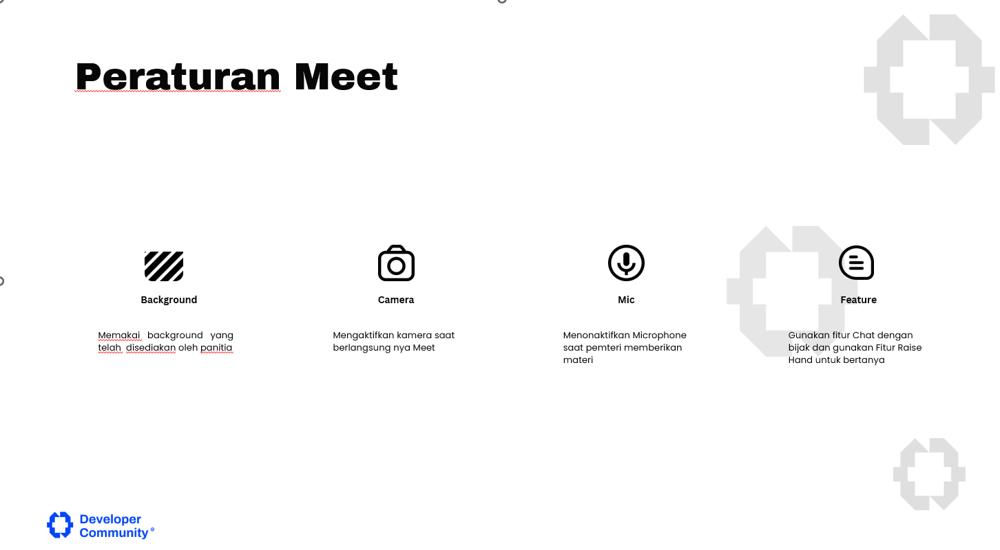 Peraturan Meet
Background
Memakai background yang
telah disediakan oleh panitia
Camera
Mengaktifkan kamera saat
berlangsung nya Meet
Mic
Menonaktifkan Microphone
saat pemteri memberikan
materi
Feature
Gunakan fitur Chat dengan
bijak dan gunakan Fitur Raise
Hand untuk bertanya
Developer
Community®